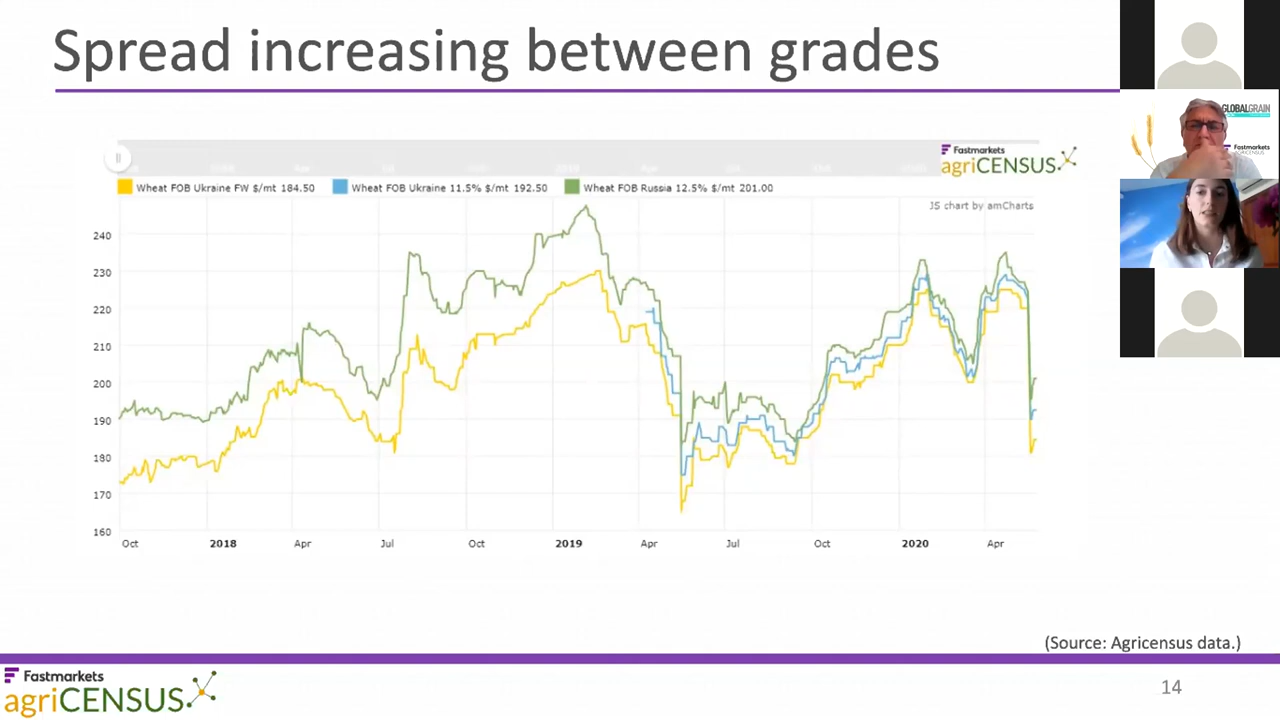 Spread increasing between grades
GLOBALGRAIN
Fastmarkets
AGRICENSUS
Fastmarkets
agriCENSUS
Wheat FOB Ukraine FW $/mt 184.50 Wheat FOB Ukraine 11.5% $/mt 192.50 Wheat FOB Russia 12.5% $/mt 201.00
JS chart by amCharts
240
230
220
210
200
190
180
170
160
Oct 2018 Apr Jul Oct 2019 Apr Jul Oct 2020 Apr
(Source: Agricensus data.)
Fastmarkets
agriCENSUS
14